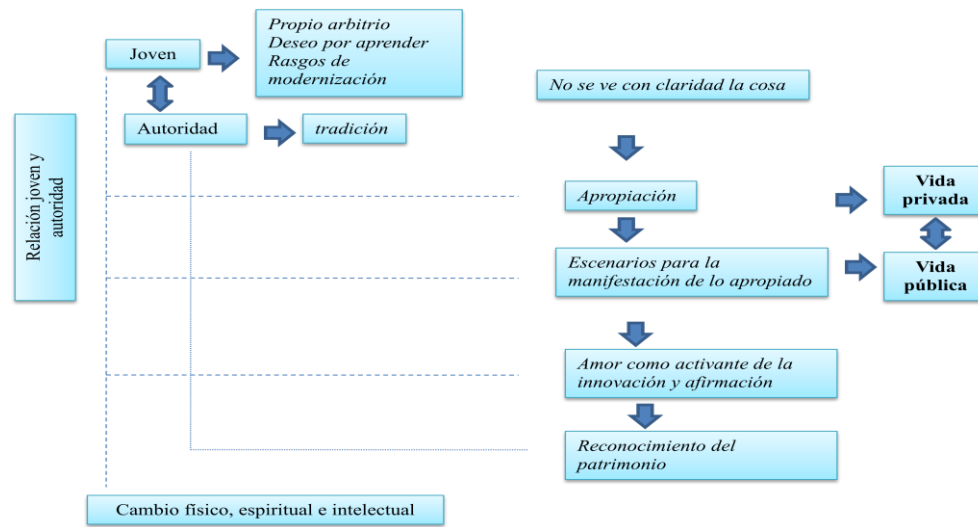 Joven
Propio arbitrio
Deseo por aprender
Rasgos de
modernización
Autoridad
tradición
Relación joven y
autoridad
No se ve con claridad la cosa
Apropiación
Vida
privada
Escenarios para la
manifestación de lo apropiado
Vida
pública
Amor como activante de la
innovación y afirmación
Reconocimiento del
patrimonio
Cambio físico, espiritual e intelectual